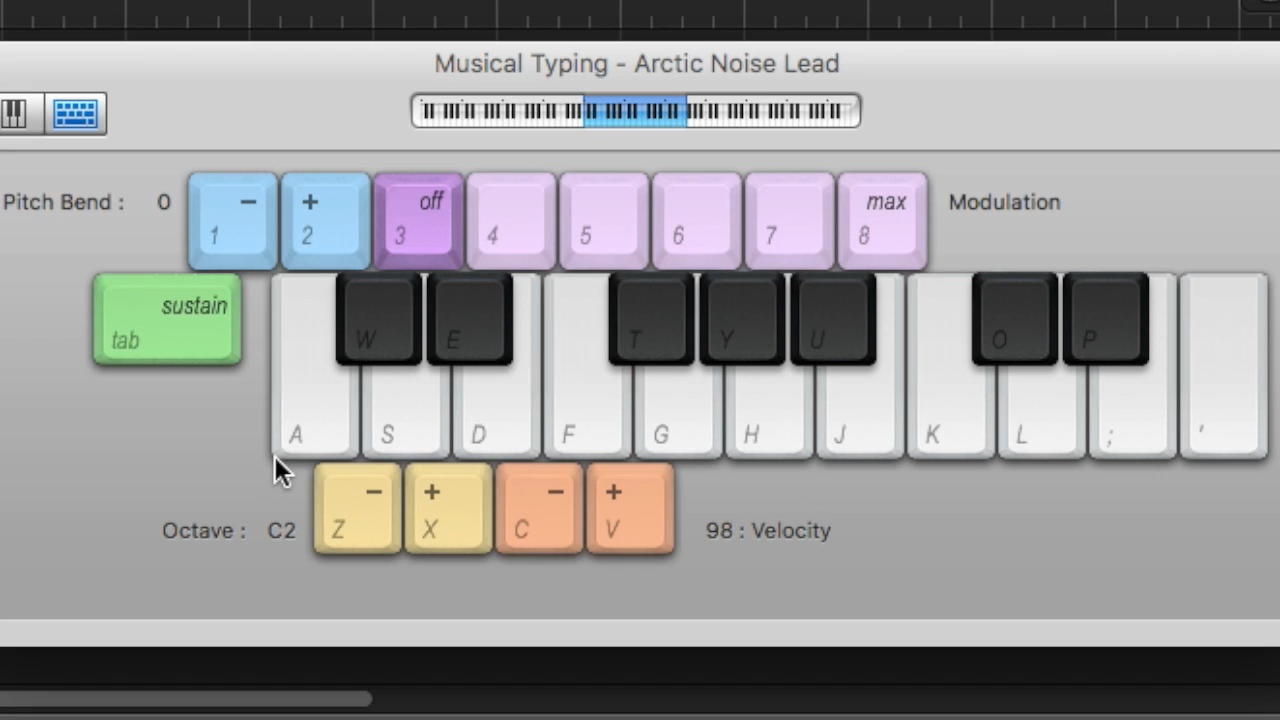 Musical Typing - Arctic Noise Lead
Pitch Bend : 0
− + off max
1 2 3 4 5 6 7 8
Modulation
sustain
tab
W E T Y U O P
A S D F G H J K L ; '
− + − +
Z X C V
Octave : C2
98 : Velocity